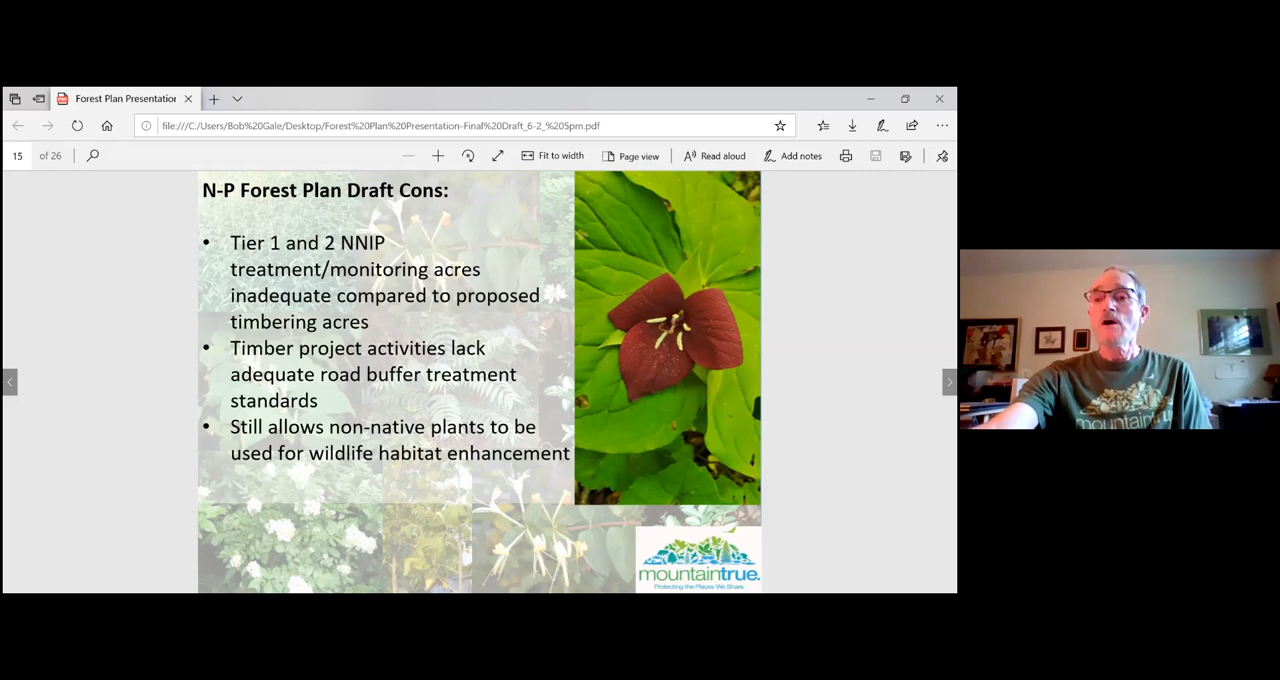 Forest Plan Presentation
file:///C:/Users/Bob%20Gale/Desktop/Forest%20Plan%20Presentation-Final%20Draft_6-2_%205pm.pdf
15 of 26
Fit to width
Page view
Read aloud
Add notes
N-P Forest Plan Draft Cons:
• Tier 1 and 2 NNIP
treatment/monitoring acres
inadequate compared to proposed
timbering acres
• Timber project activities lack
adequate road buffer treatment
standards
• Still allows non-native plants to be
used for wildlife habitat enhancement
mountaintrue.
Protecting the Places We Share.
mountaintrue